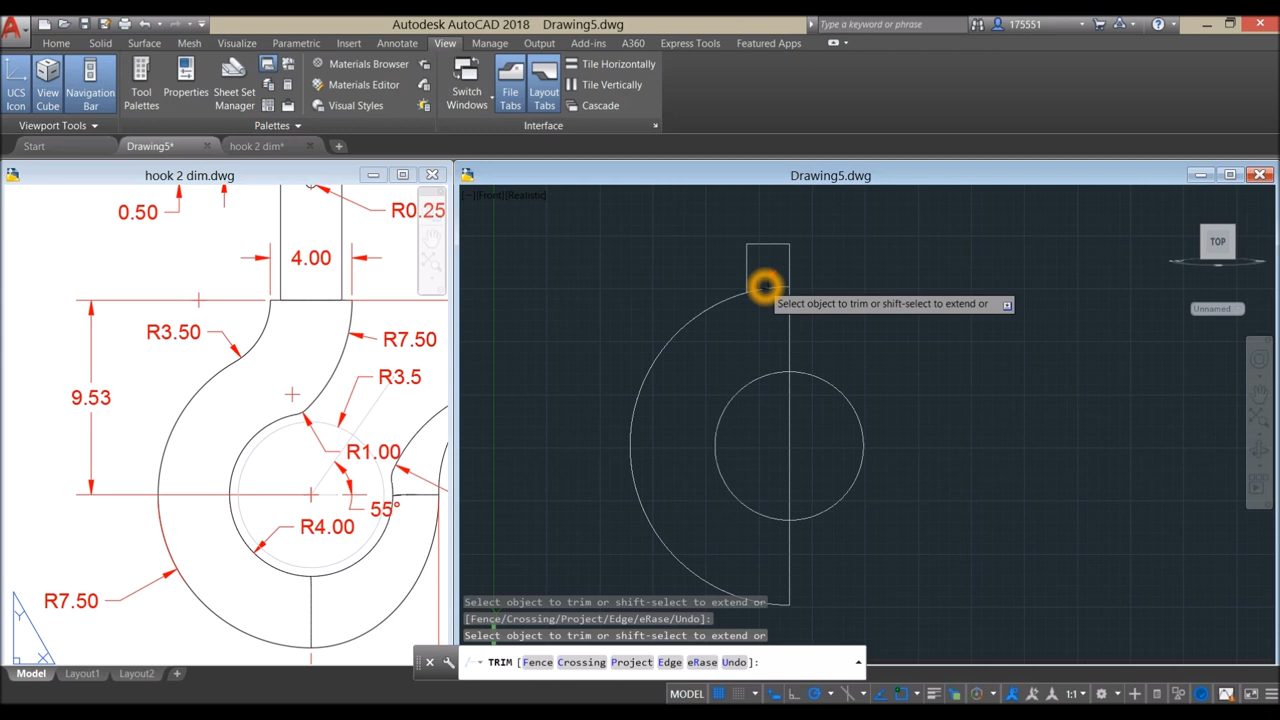 Autodesk AutoCAD 2018 Drawing5.dwg
Type a keyword or phrase
175551
Home Solid Surface Mesh Visualize Parametric Insert Annotate View Manage Output Add-ins A360 Express Tools Featured Apps
UCS Icon
View Cube
Navigation Bar
Tool Palettes
Properties
Sheet Set Manager
Materials Browser
Materials Editor
Visual Styles
Switch Windows
File Tabs
Layout Tabs
Tile Horizontally
Tile Vertically
Cascade
Viewport Tools
Palettes
Interface
Start
Drawing5*
hook 2 dim*
hook 2 dim.dwg
Drawing5.dwg
[−][Front][Realistic]
0.50
R0.25
4.00
R3.50
R7.50
R3.5
9.53
R1.00
55°
R4.00
R7.50
Y
X
TOP
Unnamed
Select object to trim or shift-select to extend or
Select object to trim or shift-select to extend or
[Fence/Crossing/Project/Edge/eRase/Undo]:
Select object to trim or shift-select to extend or
TRIM [Fence Crossing Project Edge eRase Undo]:
Model Layout1 Layout2
MODEL
1:1